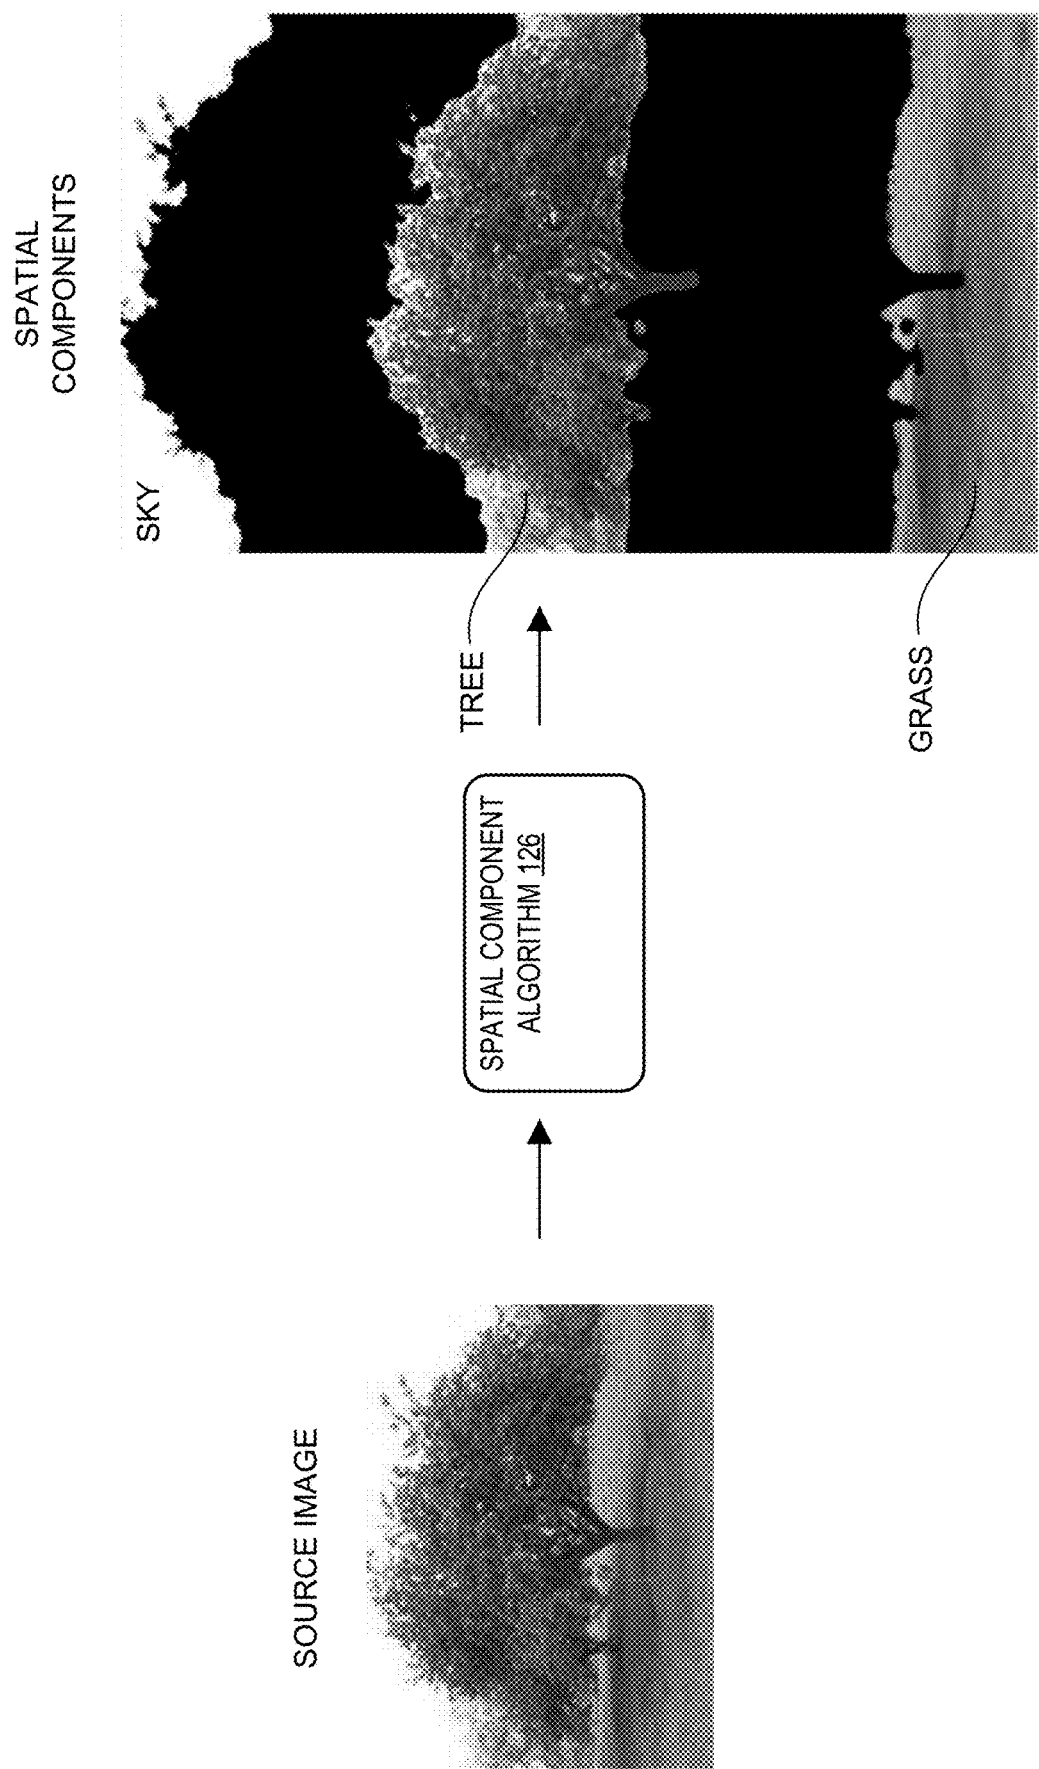 SOURCE IMAGE
SPATIAL COMPONENT
ALGORITHM 126
SPATIAL
COMPONENTS
SKY
TREE
GRASS